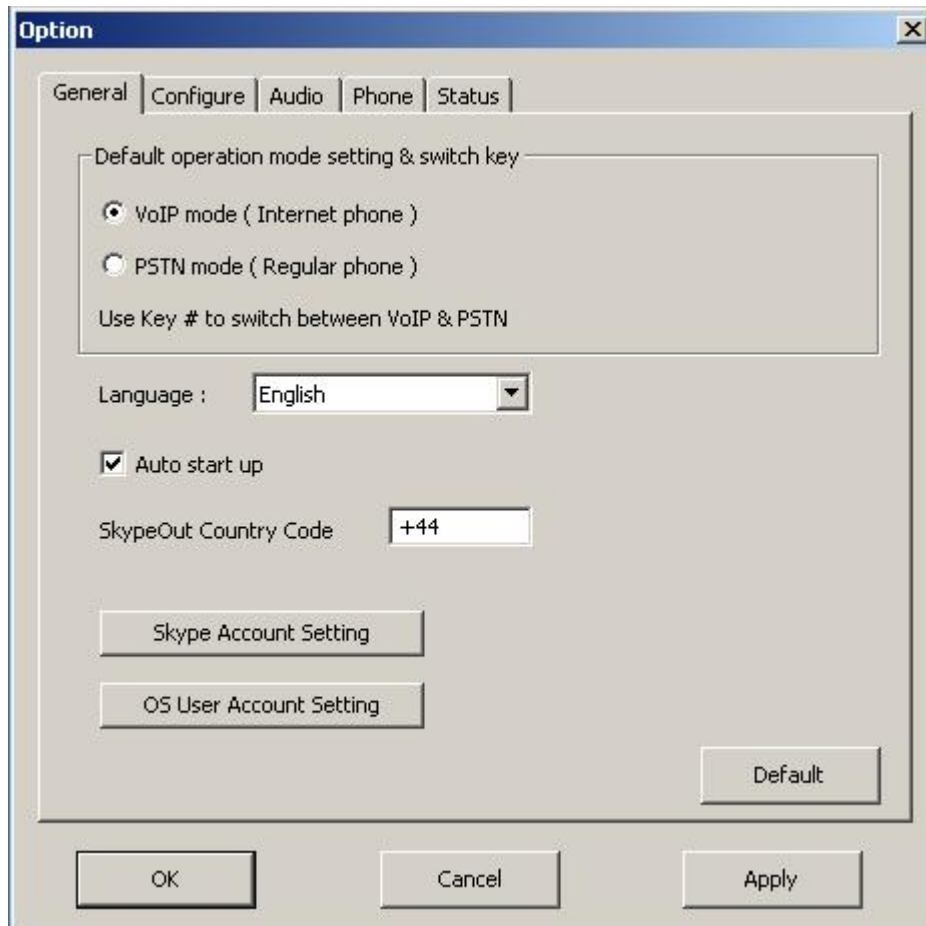 Option
General Configure Audio Phone Status
Default operation mode setting & switch key
VoIP mode ( Internet phone )
PSTN mode ( Regular phone )
Use Key # to switch between VoIP & PSTN
Language : English
Auto start up
SkypeOut Country Code +44
Skype Account Setting
OS User Account Setting
Default
OK Cancel Apply